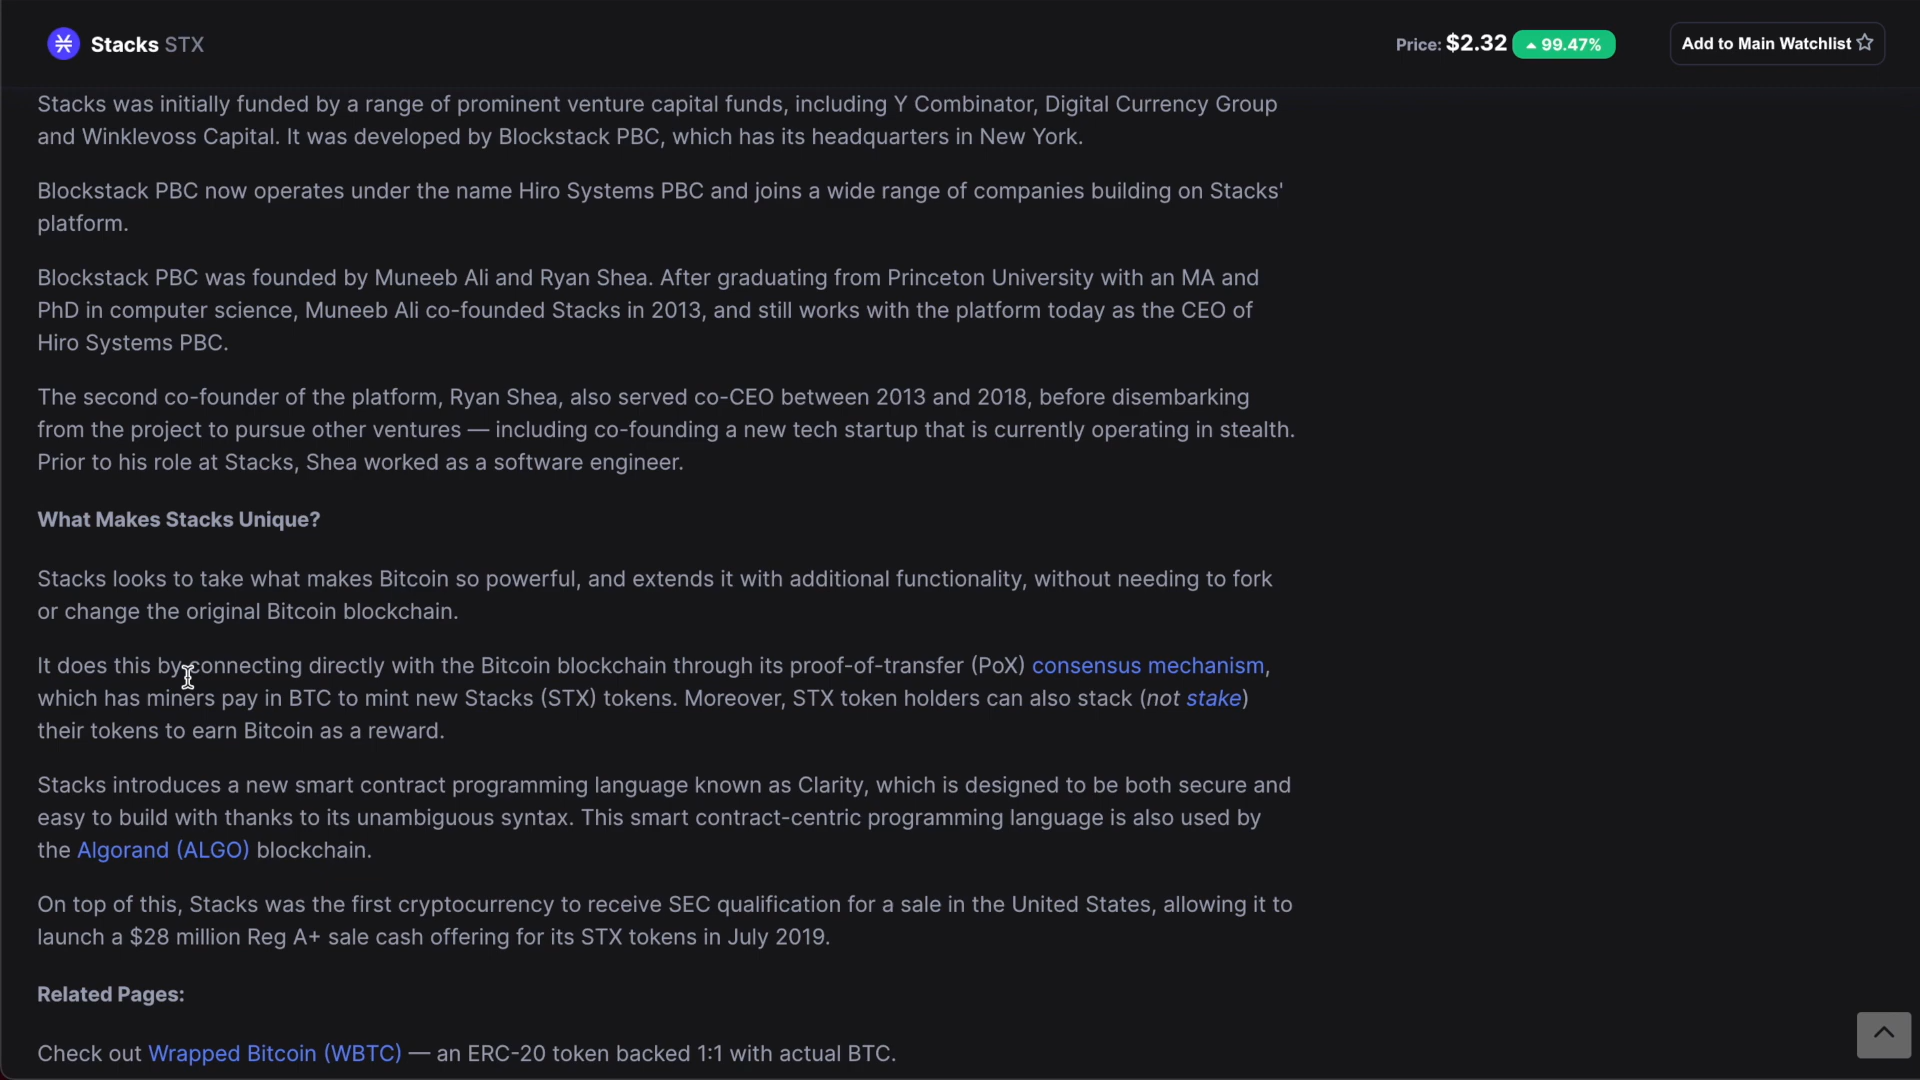 Stacks STX
Price: $2.32 99.47%
Add to Main Watchlist
Stacks was initially funded by a range of prominent venture capital funds, including Y Combinator, Digital Currency Group
and Winklevoss Capital. It was developed by Blockstack PBC, which has its headquarters in New York.
Blockstack PBC now operates under the name Hiro Systems PBC and joins a wide range of companies building on Stacks'
platform.
Blockstack PBC was founded by Muneeb Ali and Ryan Shea. After graduating from Princeton University with an MA and
PhD in computer science, Muneeb Ali co-founded Stacks in 2013, and still works with the platform today as the CEO of
Hiro Systems PBC.
The second co-founder of the platform, Ryan Shea, also served co-CEO between 2013 and 2018, before disembarking
from the project to pursue other ventures — including co-founding a new tech startup that is currently operating in stealth.
Prior to his role at Stacks, Shea worked as a software engineer.
What Makes Stacks Unique?
Stacks looks to take what makes Bitcoin so powerful, and extends it with additional functionality, without needing to fork
or change the original Bitcoin blockchain.
It does this by connecting directly with the Bitcoin blockchain through its proof-of-transfer (PoX) consensus mechanism,
which has miners pay in BTC to mint new Stacks (STX) tokens. Moreover, STX token holders can also stack (not stake)
their tokens to earn Bitcoin as a reward.
Stacks introduces a new smart contract programming language known as Clarity, which is designed to be both secure and
easy to build with thanks to its unambiguous syntax. This smart contract-centric programming language is also used by
the Algorand (ALGO) blockchain.
On top of this, Stacks was the first cryptocurrency to receive SEC qualification for a sale in the United States, allowing it to
launch a $28 million Reg A+ sale cash offering for its STX tokens in July 2019.
Related Pages:
Check out Wrapped Bitcoin (WBTC) — an ERC-20 token backed 1:1 with actual BTC.